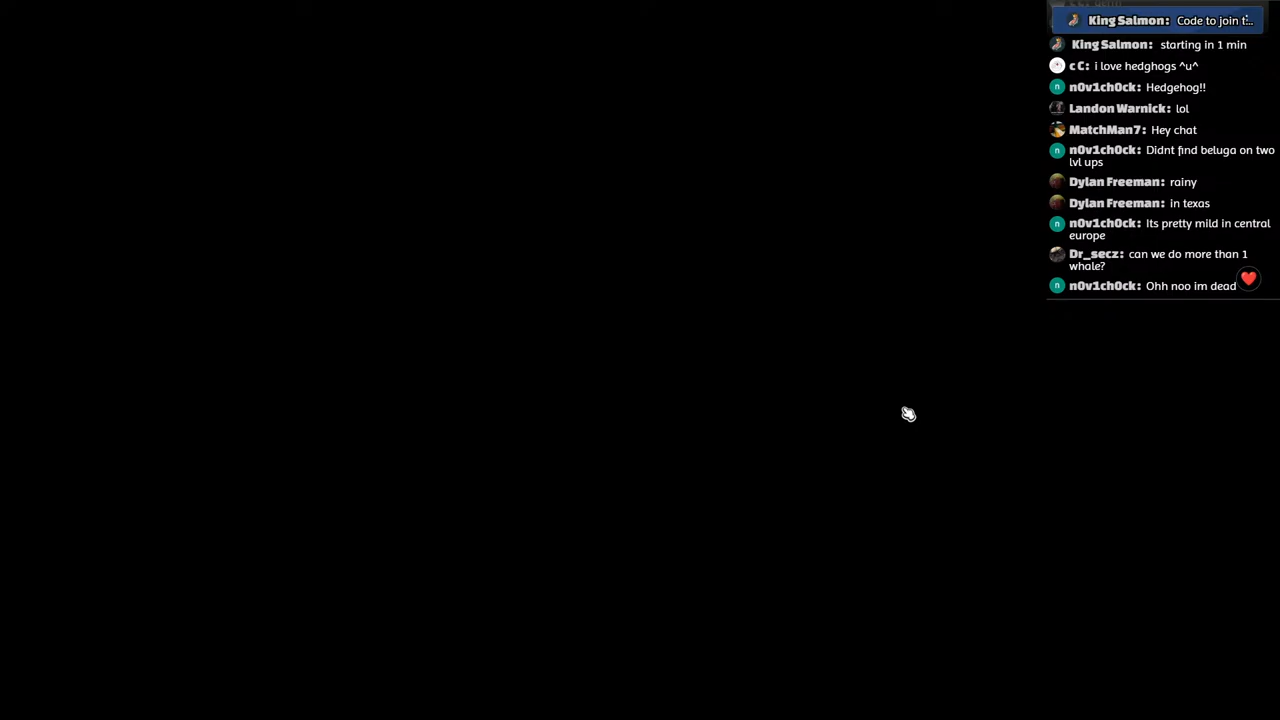 King Salmon: Code to join t...
King Salmon: starting in 1 min
c C: i love hedghogs ^u^
n0v1ch0ck: Hedgehog!!
Landon Warnick: lol
MatchMan7: Hey chat
n0v1ch0ck: Didnt find beluga on two
lvl ups
Dylan Freeman: rainy
Dylan Freeman: in texas
n0v1ch0ck: Its pretty mild in central
europe
Dr_secz: can we do more than 1
whale?
n0v1ch0ck: Ohh noo im dead